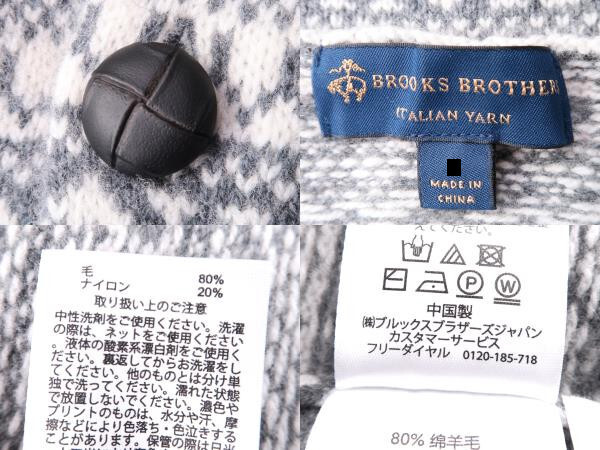 BROOKS BROTHER
ITALIAN YARN
MADE IN
CHINA
毛 80%
ナイロン 20%
取り扱い上のご注意
中性洗剤をご使用ください。洗濯
の際は、ネットをご使用くださ
い。液体の酸素系漂白剤をご使用く
ださい。裏返してからお洗濯をし
てください。他のものとは分け単
独で洗ってください。濡れた状態
で放置しないでください。濃色や
プリントのものは、水分や汗、摩
擦などにより色落ち・色泣きする
ことがあります。保管の際は日光
えてください。
中国製
㈱ブルックスブラザーズジャパン
カスタマーサービス
フリーダイヤル 0120-185-718
80% 绵羊毛